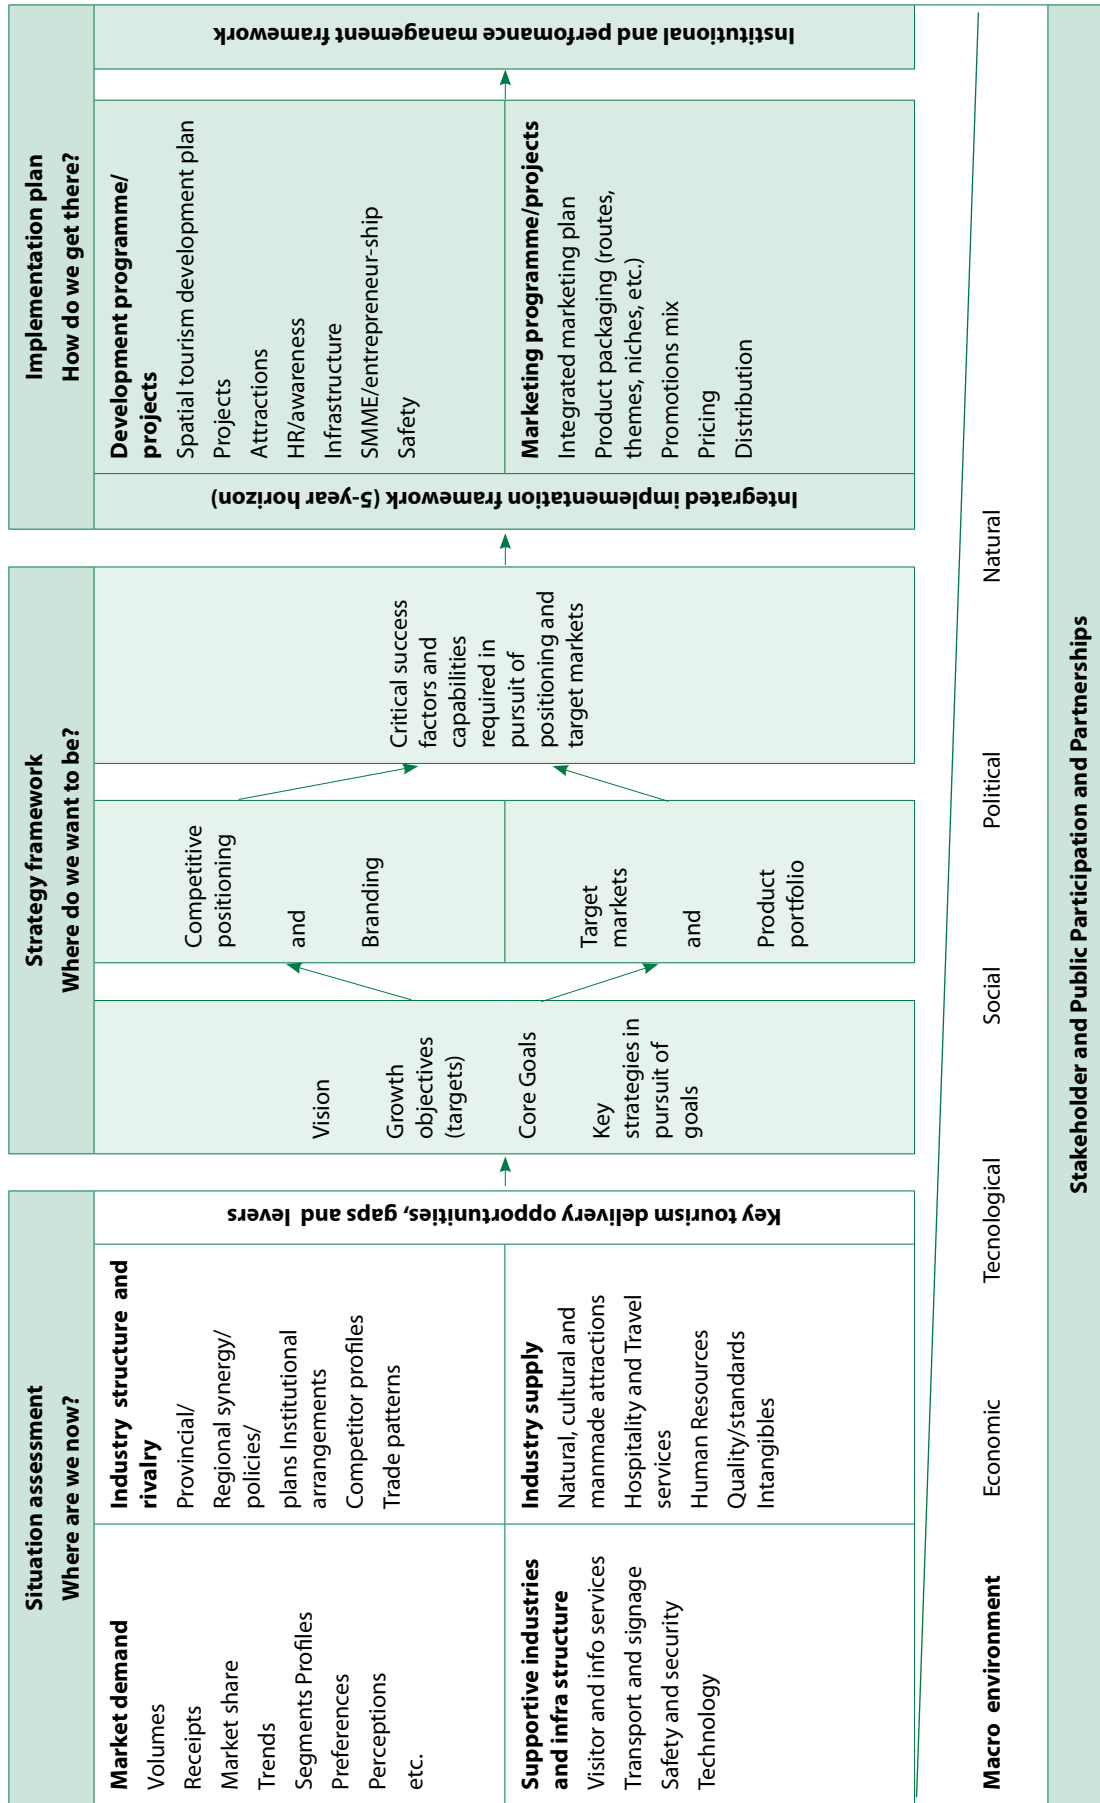 Situation assessment
Where are we now?
Market demand
Volumes
Receipts
Market share
Trends
Segments Profiles
Preferences
Perceptions
etc.
Industry structure and
rivalry
Provincial/
Regional synergy/
policies/
plans Institutional
arrangements
Competitor profiles
Trade patterns
Supportive industries
and infra structure
Visitor and info services
Transport and signage
Safety and security
Technology
Industry supply
Natural, cultural and
manmade attractions
Hospitality and Travel
services
Human Resources
Quality/standards
Intangibles
Key tourism delivery opportunities, gaps and levers
Strategy framework
Where do we want to be?
Vision
Growth
objectives
(targets)
Core Goals
Key
strategies in
pursuit of
goals
Competitive
positioning
and
Branding
Target
markets
and
Product
portfolio
Critical success
factors and
capabilities
required in
pursuit of
positioning and
target markets
Implementation plan
How do we get there?
Integrated implementation framework (5-year horizon)
Development programme/
projects
Spatial tourism development plan
Projects
Attractions
HR/awareness
Infrastructure
SMME/entrepreneur-ship
Safety
Marketing programme/projects
Integrated marketing plan
Product packaging (routes,
themes, niches, etc.)
Promotions mix
Pricing
Distribution
Institutional and perfomance management framework
Macro environment
Economic
Tecnological
Social
Political
Natural
Stakeholder and Public Participation and Partnerships